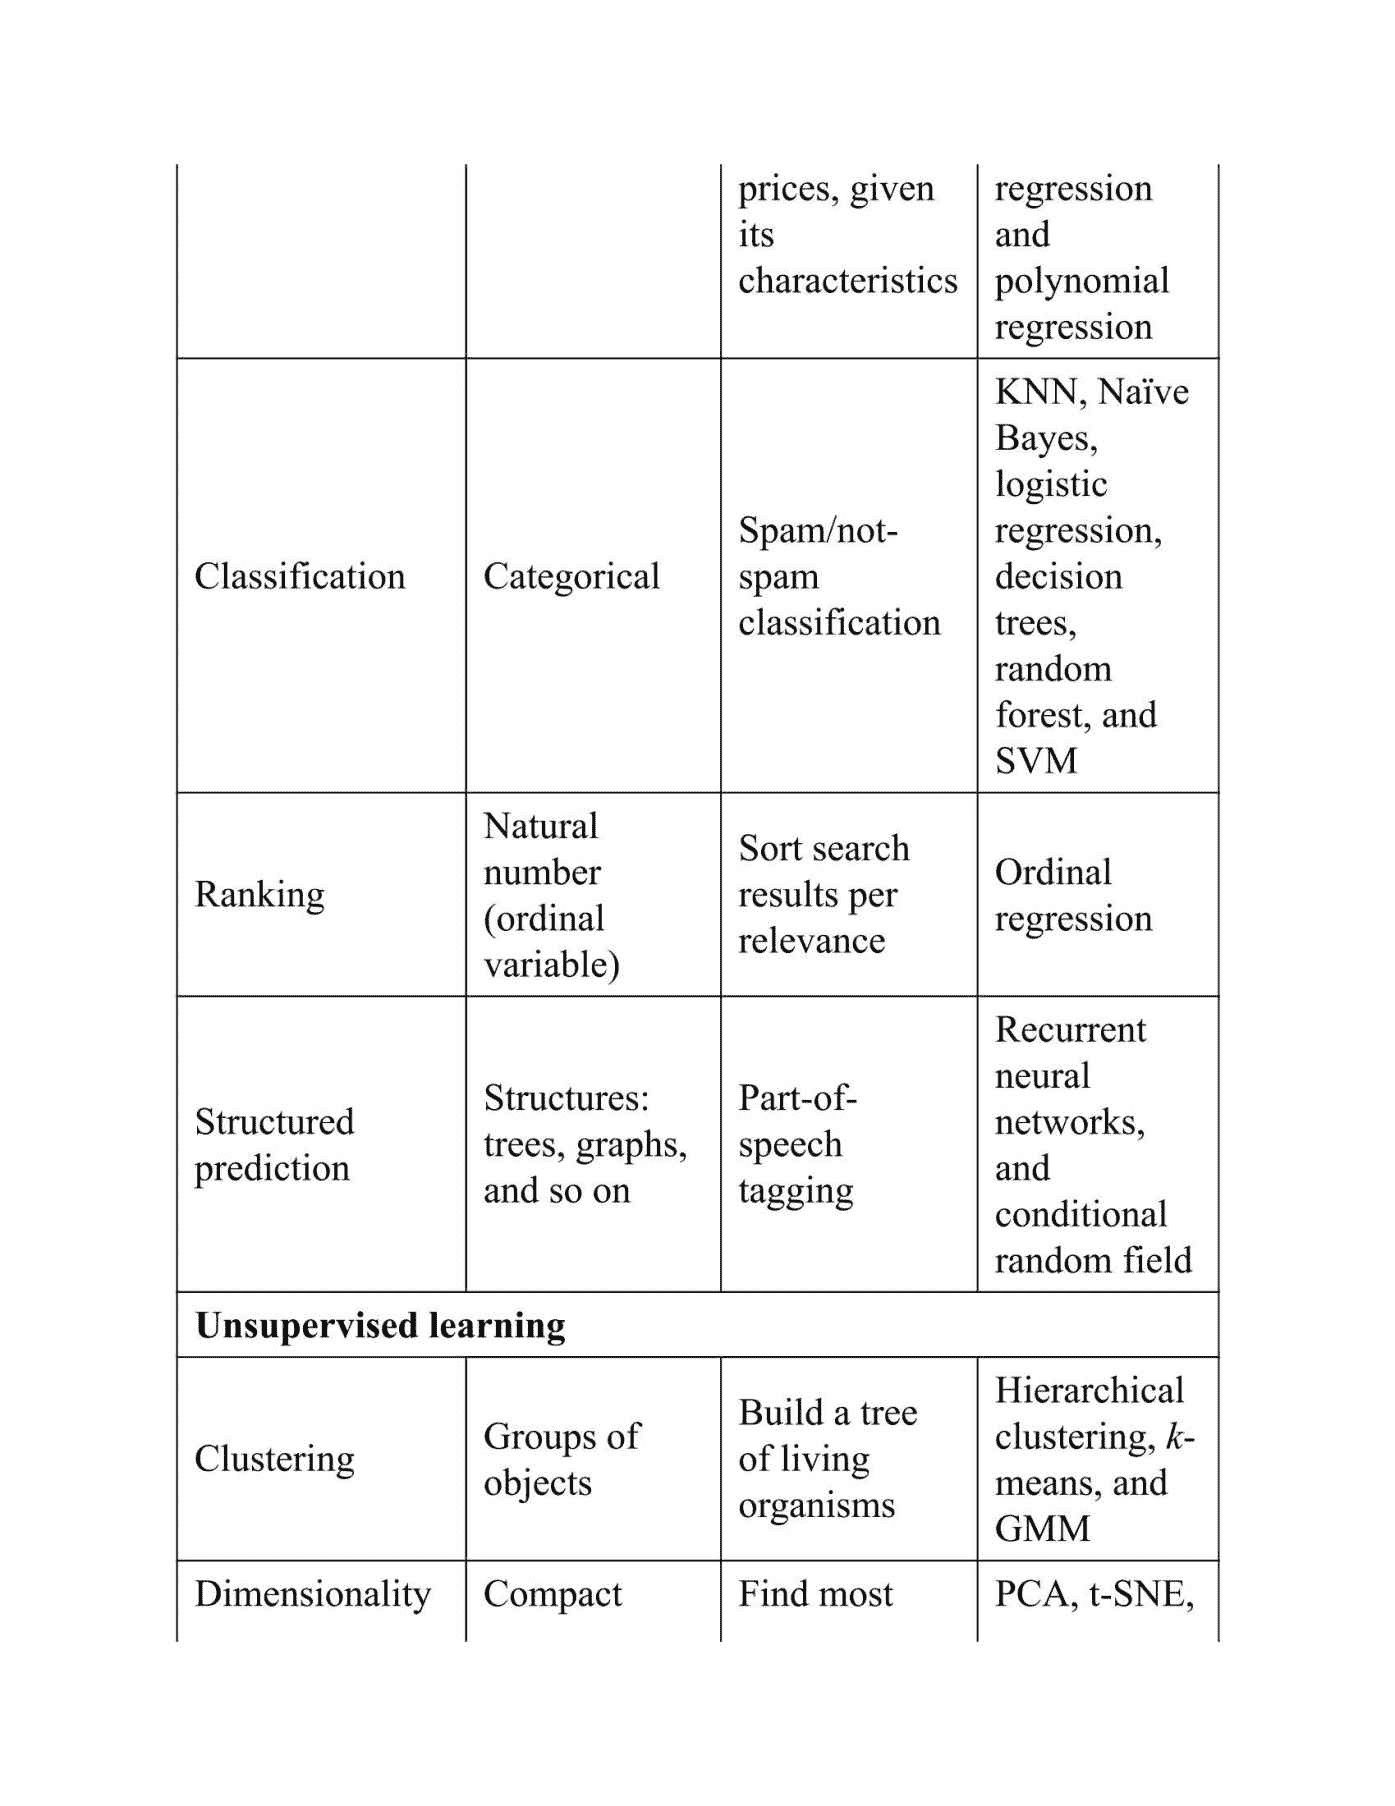 prices, given
its
characteristics
regression
and
polynomial
regression
Classification
Categorical
Spam/not-
spam
classification
KNN, Naïve
Bayes,
logistic
regression,
decision
trees,
random
forest, and
SVM
Ranking
Natural
number
(ordinal
variable)
Sort search
results per
relevance
Ordinal
regression
Structured
prediction
Structures:
trees, graphs,
and so on
Part-of-
speech
tagging
Recurrent
neural
networks,
and
conditional
random field
Unsupervised learning
Clustering
Groups of
objects
Build a tree
of living
organisms
Hierarchical
clustering, k-
means, and
GMM
Dimensionality
Compact
Find most
PCA, t-SNE,